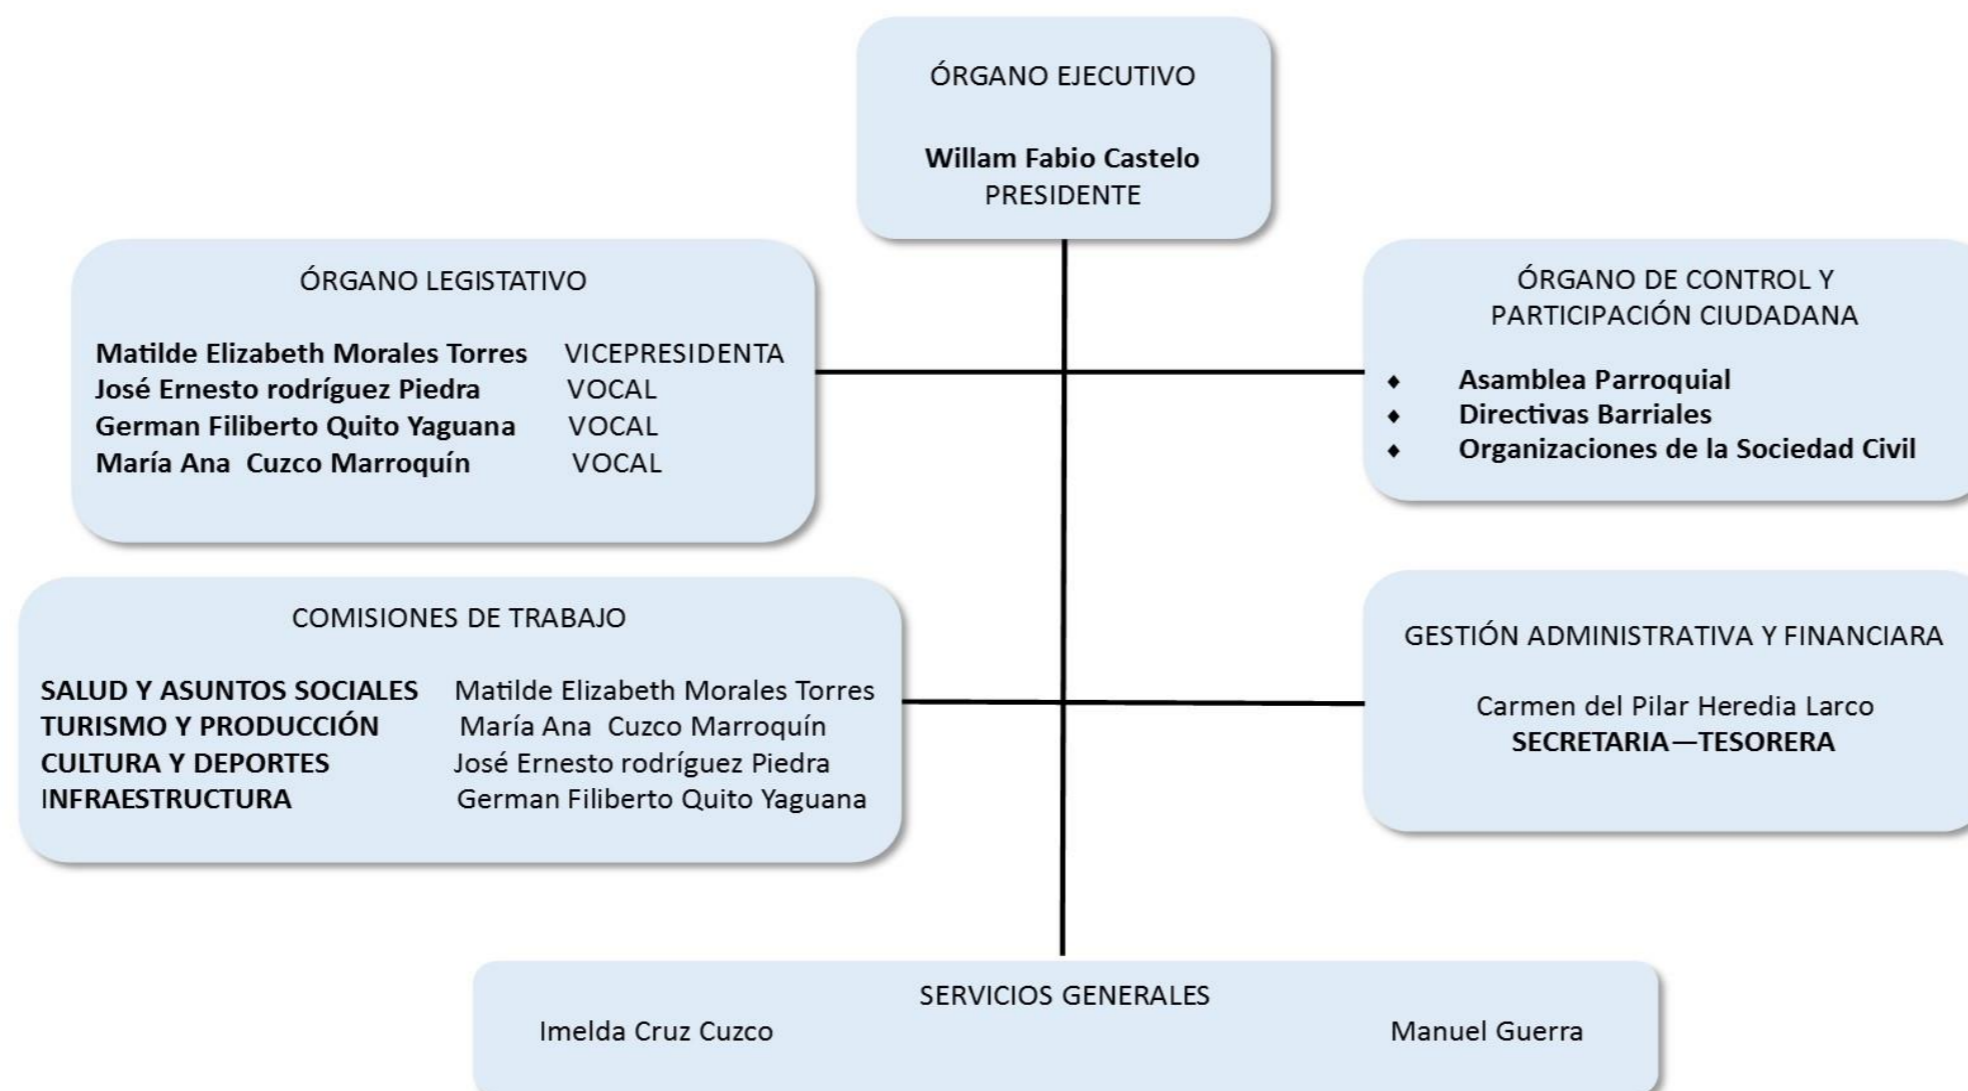 ÓRGANO EJECUTIVO
Willam Fabio Castelo
PRESIDENTE
ÓRGANO LEGISTATIVO
Matilde Elizabeth Morales Torres VICEPRESIDENTA
José Ernesto rodríguez Piedra VOCAL
German Filiberto Quito Yaguana VOCAL
María Ana Cuzco Marroquín VOCAL
ÓRGANO DE CONTROL Y
PARTICIPACIÓN CIUDADANA
♦ Asamblea Parroquial
♦ Directivas Barriales
♦ Organizaciones de la Sociedad Civil
COMISIONES DE TRABAJO
SALUD Y ASUNTOS SOCIALES Matilde Elizabeth Morales Torres
TURISMO Y PRODUCCIÓN María Ana Cuzco Marroquín
CULTURA Y DEPORTES José Ernesto rodríguez Piedra
INFRAESTRUCTURA German Filiberto Quito Yaguana
GESTIÓN ADMINISTRATIVA Y FINANCIARA
Carmen del Pilar Heredia Larco
SECRETARIA—TESORERA
SERVICIOS GENERALES
Imelda Cruz Cuzco Manuel Guerra